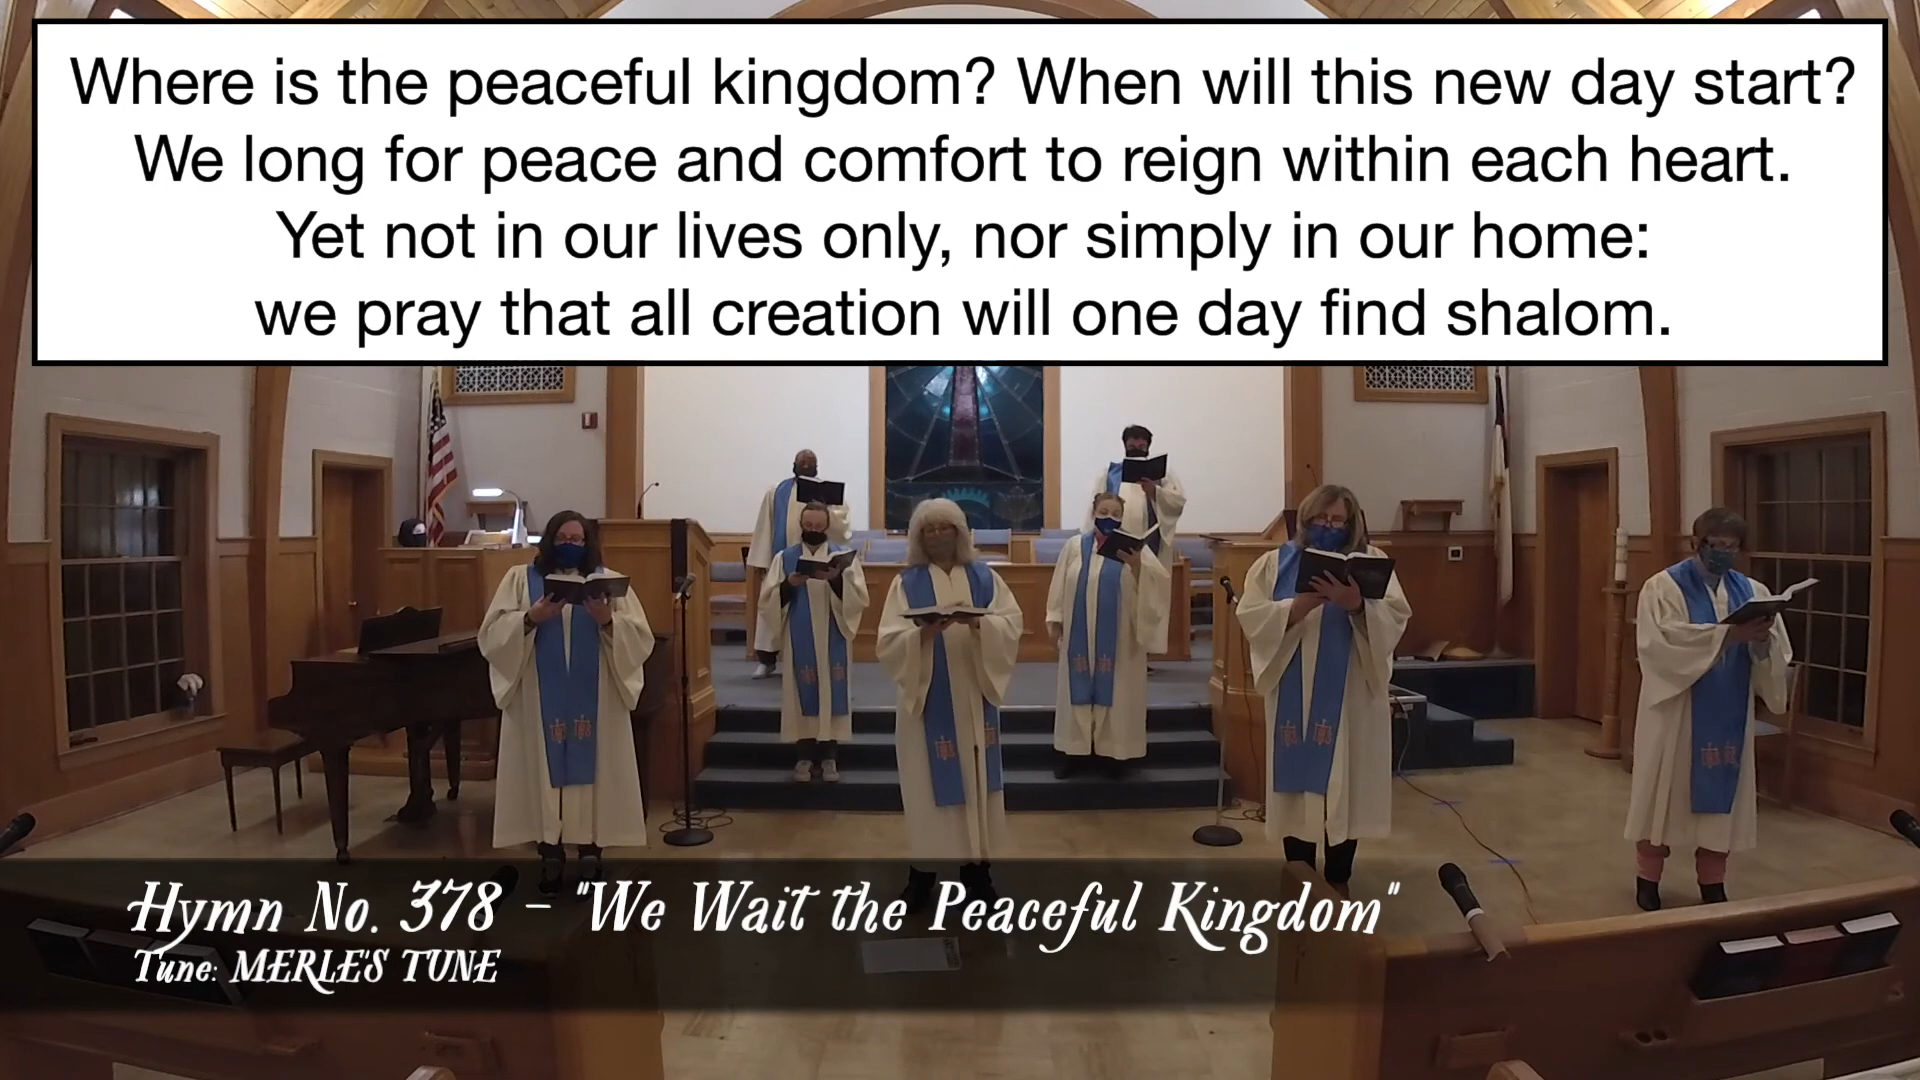 Where is the peaceful kingdom? When will this new day start?
We long for peace and comfort to reign within each heart.
Yet not in our lives only, nor simply in our home:
we pray that all creation will one day find shalom.
Hymn No. 378 – "We Wait the Peaceful Kingdom"
Tune: MERLE'S TUNE